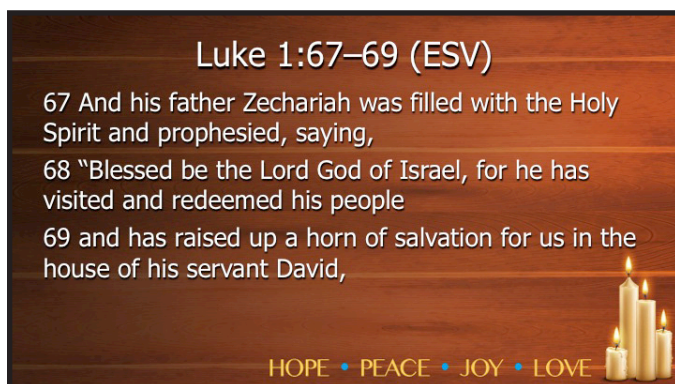 Luke 1:67–69 (ESV)
67 And his father Zechariah was filled with the Holy
Spirit and prophesied, saying,
68 “Blessed be the Lord God of Israel, for he has
visited and redeemed his people
69 and has raised up a horn of salvation for us in the
house of his servant David,
HOPE • PEACE • JOY • LOVE